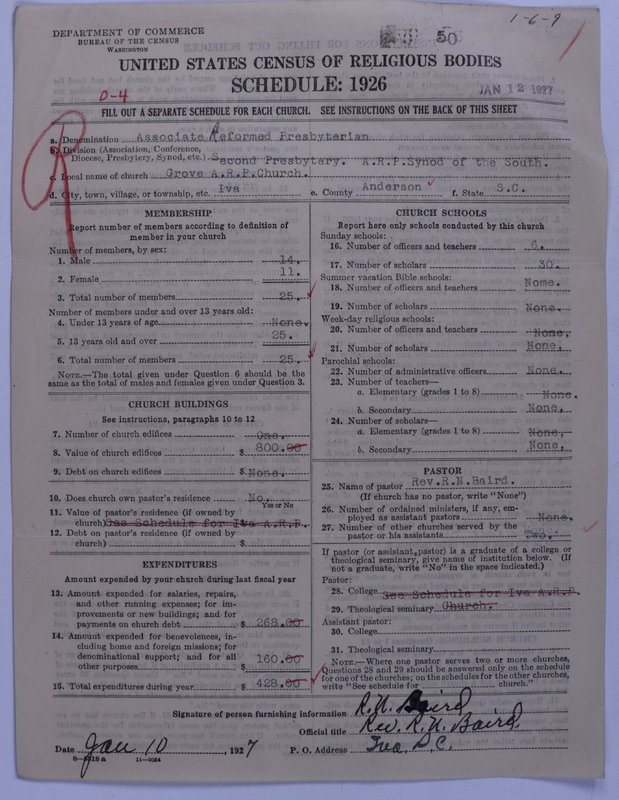 1-6-9
DEPARTMENT OF COMMERCE
BUREAU OF THE CENSUS
WASHINGTON
50
UNITED STATES CENSUS OF RELIGIOUS BODIES
SCHEDULE: 1926
0-4
JAN 12 1927
FILL OUT A SEPARATE SCHEDULE FOR EACH CHURCH. SEE INSTRUCTIONS ON THE BACK OF THIS SHEET
R
a. Denomination Associate Reformed Presbyterian
b. Division (Association, Conference,
Diocese, Presbytery, Synod, etc.) Second Presbytery. A.R.P.Synod of the South.
c. Local name of church Grove A.R.P.Church.
d. City, town, village, or township, etc. Iva e. County Anderson f. State S.C.
MEMBERSHIP
Report number of members according to definition of
member in your church
Number of members, by sex:
1. Male 14.
2. Female 11.
3. Total number of members 25.
Number of members under and over 13 years old:
4. Under 13 years of age None.
5. 13 years old and over 25.
6. Total number of members 25.
NOTE.—The total given under Question 6 should be
same as the total of males and females given under Question 3.
CHURCH BUILDINGS
See instructions, paragraphs 10 to 12
7. Number of church edifices One.
8. Value of church edifices $ 800.00
9. Debt on church edifices $ None.
10. Does church own pastor's residence No.
Yes or No
11. Value of pastor's residence (if owned by
church) See Schedule for Iva A.R.P.
12. Debt on pastor's residence (if owned by
church) $
EXPENDITURES
Amount expended by your church during last fiscal year
13. Amount expended for salaries, repairs,
and other running expenses; for im-
provements or new buildings; and for
payments on church debt $ 268.00
14. Amount expended for benevolences, in-
cluding home and foreign missions; for
denominational support; and for all
other purposes $ 160.00
15. Total expenditures during year $ 428.00
CHURCH SCHOOLS
Report here only schools conducted by this church
Sunday schools:
16. Number of officers and teachers
17. Number of scholars 30.
Summer vacation Bible schools:
18. Number of officers and teachers None.
19. Number of scholars None.
Week-day religious schools:
20. Number of officers and teachers None.
21. Number of scholars None.
Parochial schools:
22. Number of administrative officers None.
23. Number of teachers—
a. Elementary (grades 1 to 8) None.
b. Secondary None.
24. Number of scholars—
a. Elementary (grades 1 to 8) None.
b. Secondary None.
PASTOR
25. Name of pastor Rev.R.N.Baird.
(If church has no pastor, write "None")
26. Number of ordained ministers, if any, em-
ployed as assistant pastors None.
27. Number of other churches served by the
pastor or his assistants Two.
If pastor (or assistant pastor) is a graduate of a college or
theological seminary, give name of institution below. (If
not a graduate, write "No" in the space indicated.)
Pastor:
28. College See Schedule for Iva A.R.P.
29. Theological seminary Church.
Assistant pastor:
30. College
31. Theological seminary
NOTE.—Where one pastor serves two or more churches,
Questions 28 and 29 should be answered only on the schedule
for one of the churches; on the schedules for the other churches,
write "See schedule for church."
Signature of person furnishing information R.N. Baird
Official title Rev. R.N. Baird,
Date Jan 10, 1927 P. O. Address Iva, S.C.
11-9034